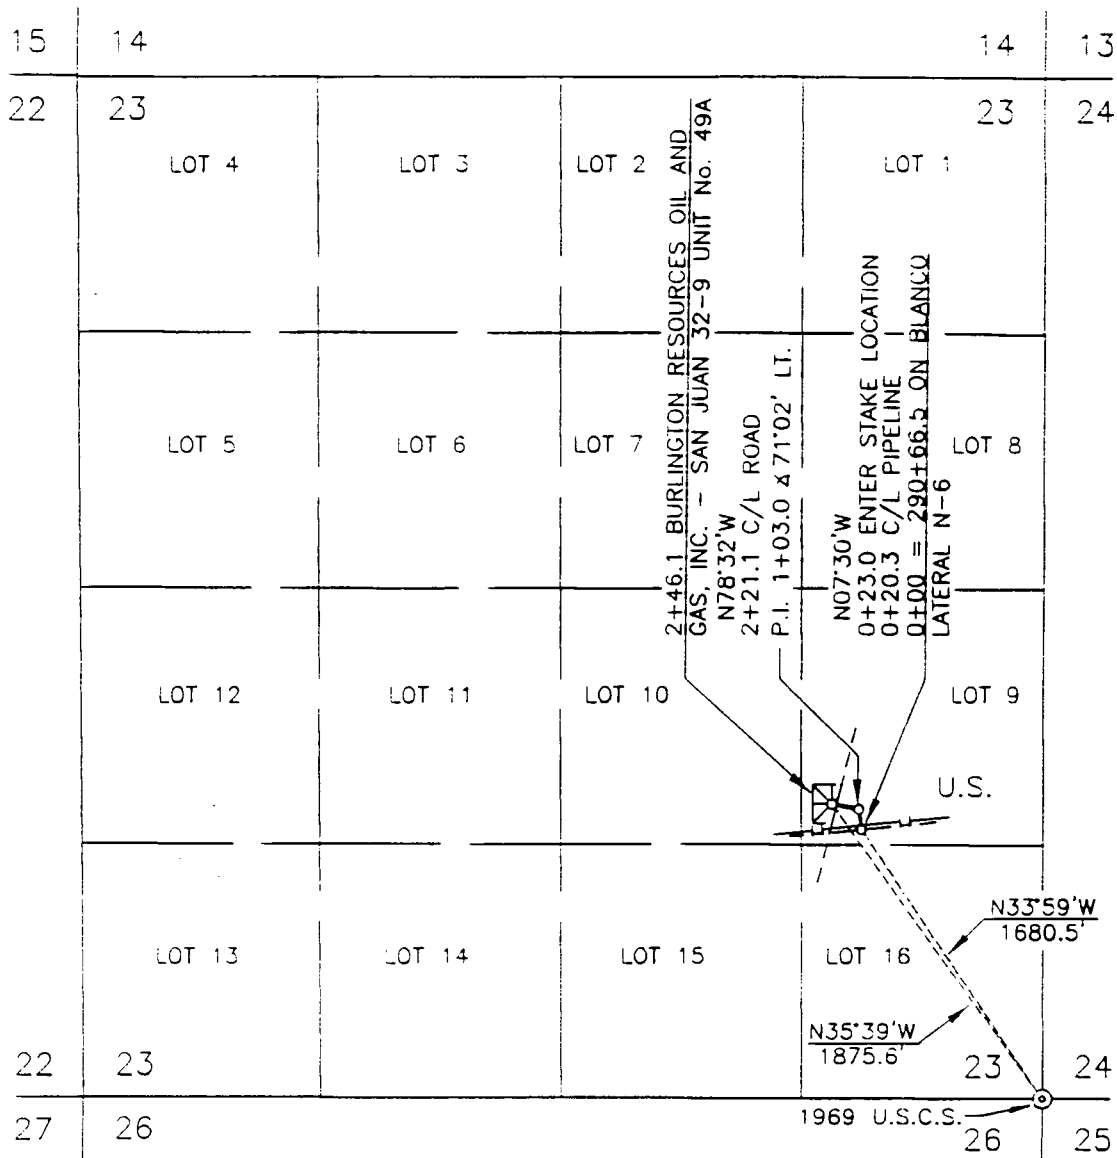 15 14 14 13
22 23 23 24
LOT 4 LOT 3 LOT 2 LOT 1
2+46.1 BURLINGTON RESOURCES OIL AND
GAS, INC. - SAN JUAN 32-9 UNIT No. 49A
N78°32'W
2+21.1 C/L ROAD
P.I. 1+03.0 ∡ 71°02' LT.
N07°30'W
0+23.0 ENTER STAKE LOCATION
0+20.3 C/L PIPELINE
0+00 = 290+66.5 ON BLANCO
LATERAL N-6
LOT 5 LOT 6 LOT 7 LOT 8
LOT 12 LOT 11 LOT 10 LOT 9
U.S.
N33°59'W
1680.5'
LOT 13 LOT 14 LOT 15 LOT 16
N35°39'W
1875.6'
22 23 23 24
1969 U.S.C.S.
27 26 26 25